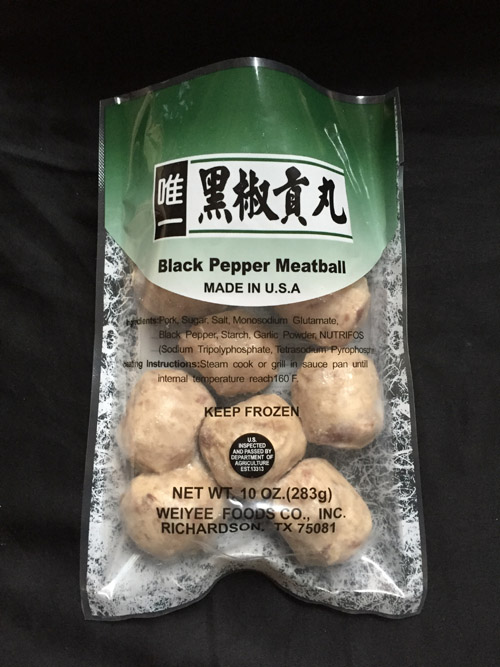 唯一
黑椒貢丸
Black Pepper Meatball
MADE IN U.S.A
Ingredients:Pork, Sugar, Salt, Monosodium Glutamate,
Black Pepper, Starch, Garlic Powder, NUTRIFOS
(Sodium Tripolyphosphate, Tetrasodium Pyrophosp
Instructions:Steam cook or grill in sauce pan until
internal temperature reach160°F.
KEEP FROZEN
U.S.
INSPECTED
AND PASSED BY
DEPARTMENT OF
AGRICULTURE
EST.13313
NET WT. 10 OZ.(283g)
WEIYEE FOODS CO., INC.
RICHARDSON, TX 75081